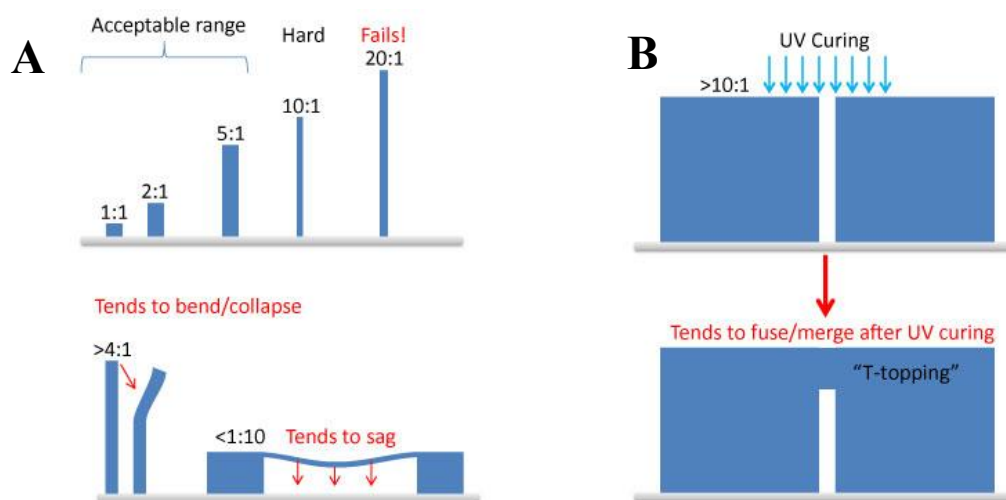 A
Acceptable range
Hard
Fails!
20:1
10:1
5:1
2:1
1:1
Tends to bend/collapse
>4:1
<1:10
Tends to sag
B
UV Curing
>10:1
Tends to fuse/merge after UV curing
“T-topping”